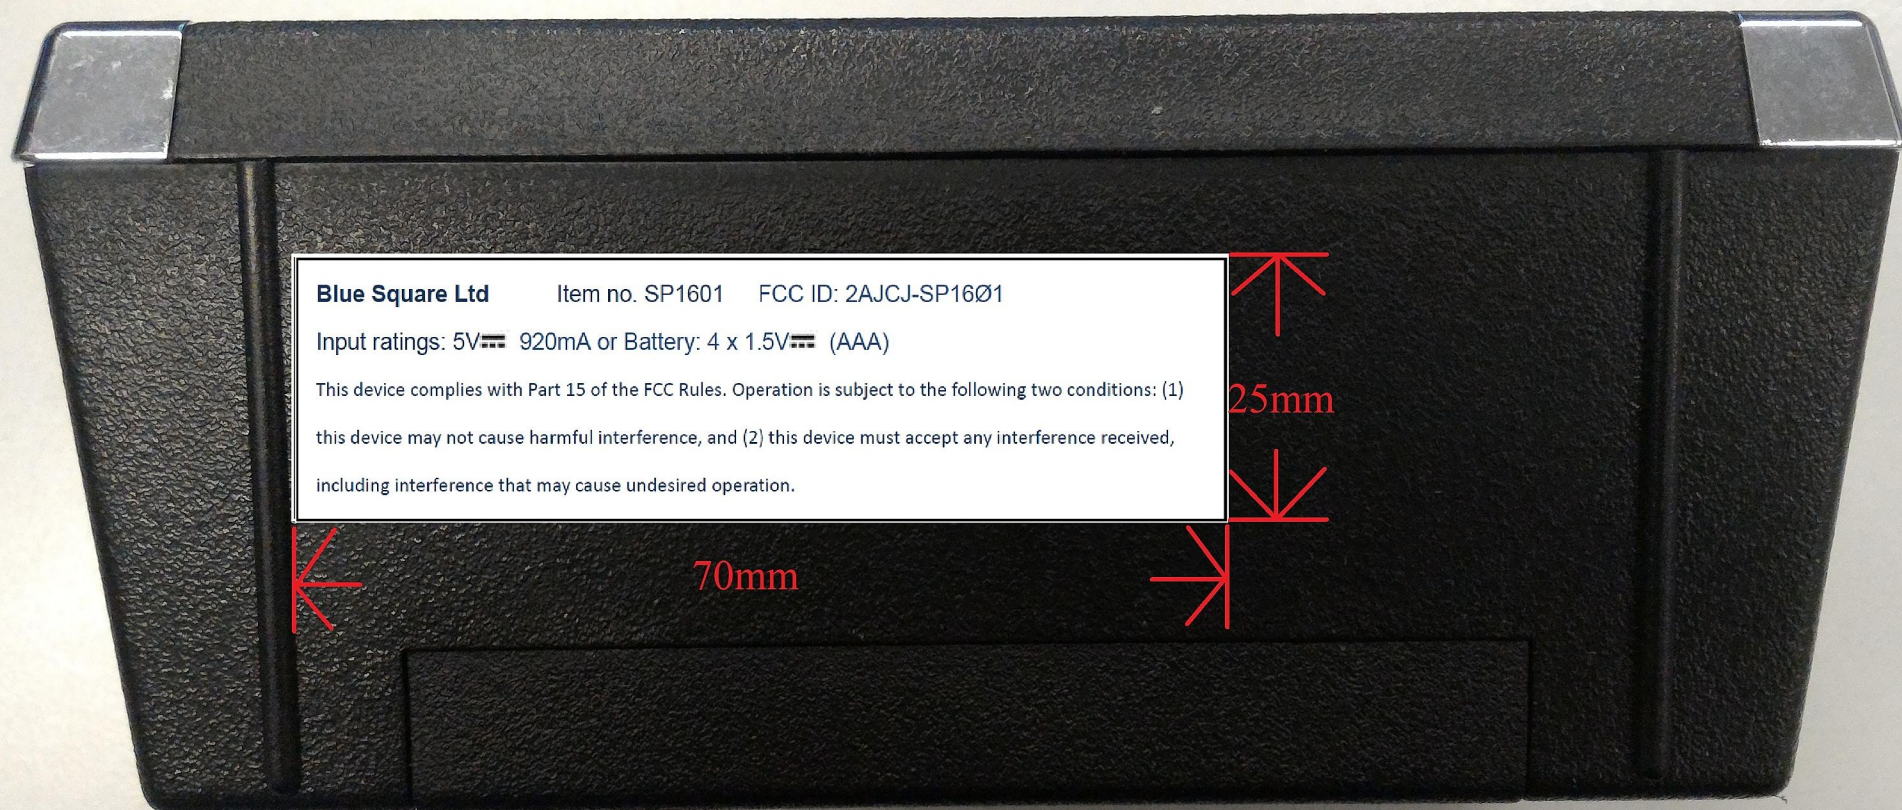 Blue Square Ltd Item no. SP1601 FCC ID: 2AJCJ-SP16Ø1
Input ratings: 5V⎓ 920mA or Battery: 4 x 1.5V⎓ (AAA)
This device complies with Part 15 of the FCC Rules. Operation is subject to the following two conditions: (1)
this device may not cause harmful interference, and (2) this device must accept any interference received,
including interference that may cause undesired operation.
25mm
70mm